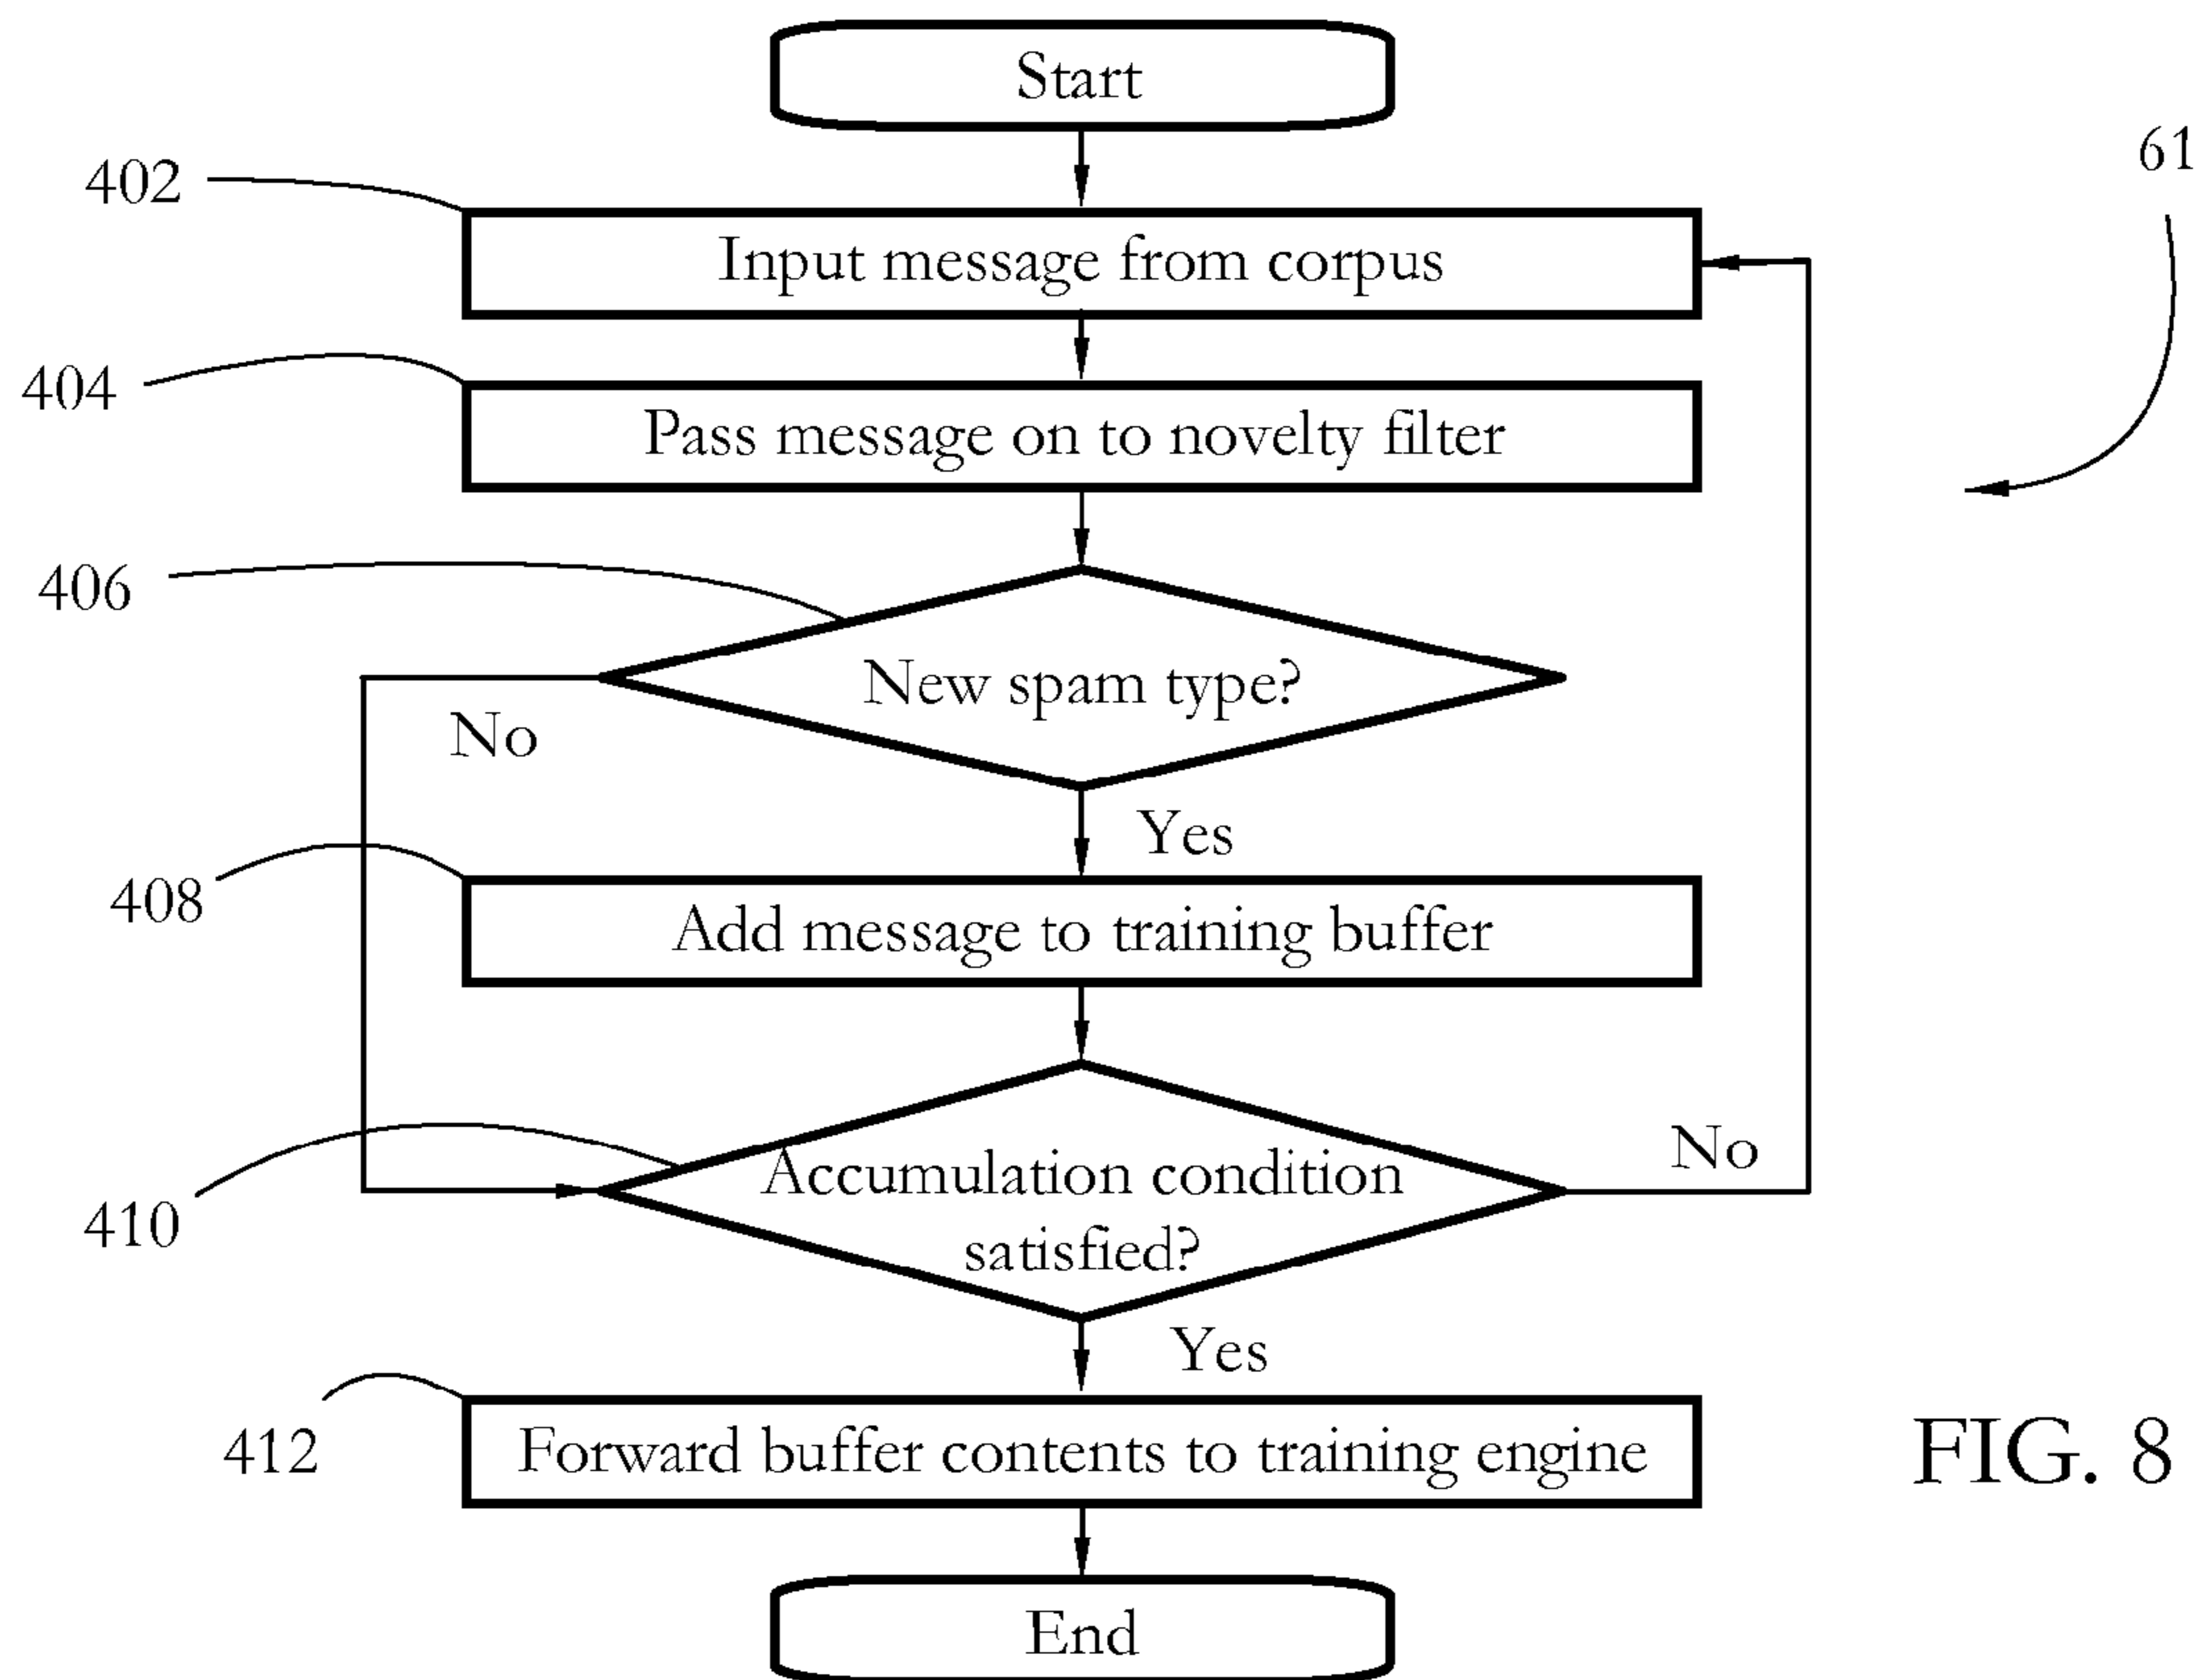 Start
61
402
Input message from corpus
404
Pass message on to novelty filter
406
New spam type?
No
Yes
408
Add message to training buffer
410
Accumulation condition
satisfied?
No
Yes
412
Forward buffer contents to training engine
FIG. 8
End